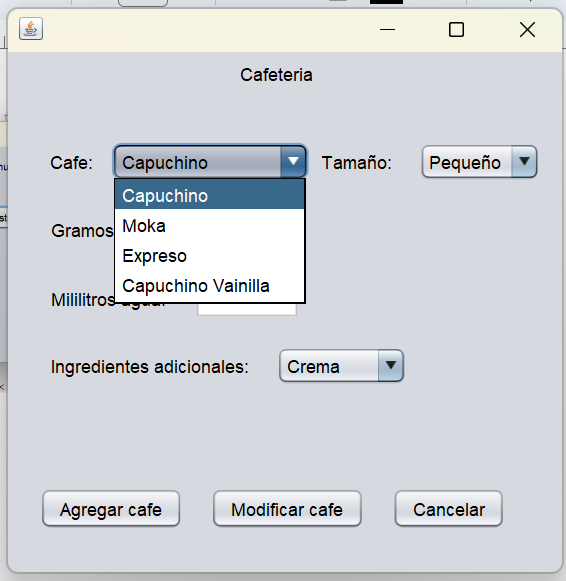 Cafeteria
Cafe: Capuchino Tamaño: Pequeño
Capuchino
Moka
Expreso
Capuchino Vainilla
Gramos
Mililitros agua:
Ingredientes adicionales: Crema
Agregar cafe Modificar cafe Cancelar